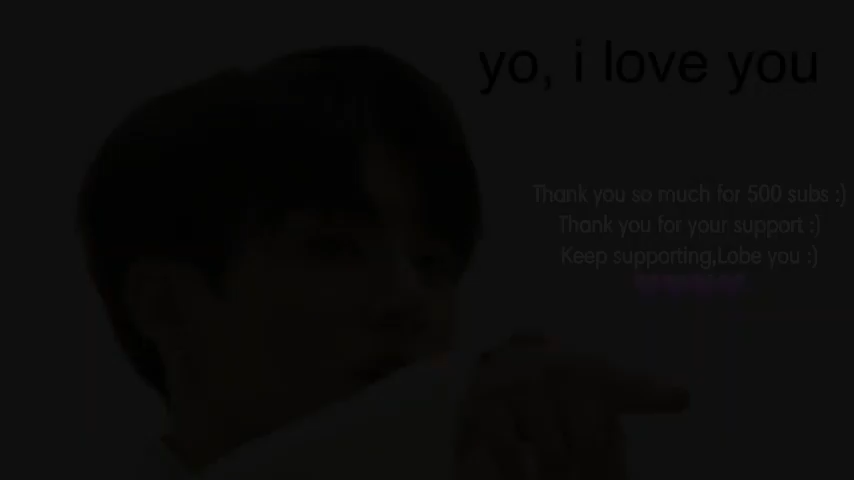 yo, i love you
Thank you so much for 500 subs :)
Thank you for your support :)
Keep supporting,Lobe you :)